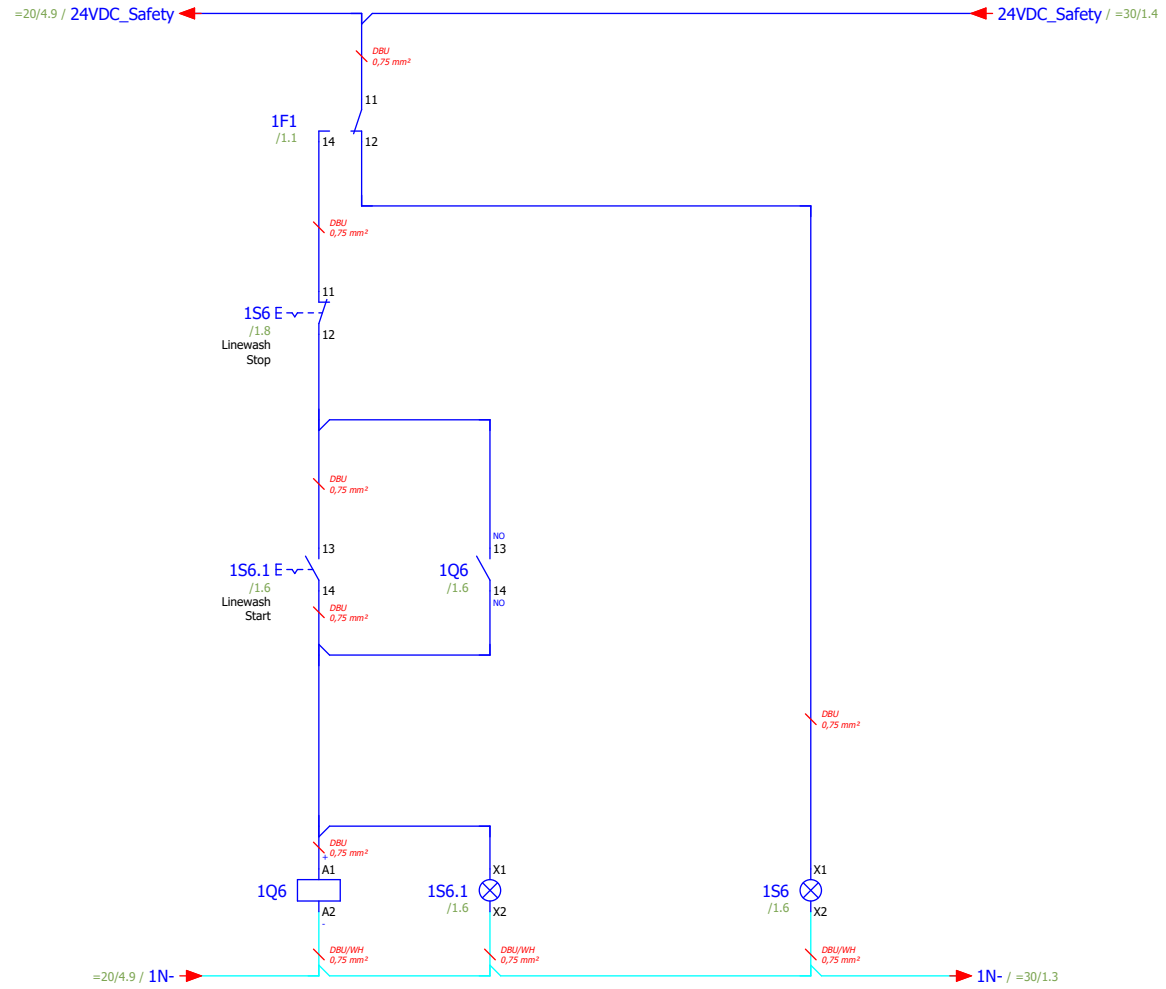 =20/4.9 / 24VDC_Safety
24VDC_Safety / =30/1.4
DBU
0,75 mm²
11
1F1
/1.1
14
12
DBU
0,75 mm²
11
1S6 E
/1.8
12
Linewash
Stop
DBU
0,75 mm²
NO
13
13
1S6.1 E
1Q6
/1.6
/1.6
14
14
Linewash
Start
NO
DBU
0,75 mm²
DBU
0,75 mm²
DBU
0,75 mm²
+
A1
X1
X1
1Q6
1S6.1
1S6
/1.6
/1.6
A2
X2
X2
-
DBU/WH
0,75 mm²
DBU/WH
0,75 mm²
DBU/WH
0,75 mm²
=20/4.9 / 1N-
1N- / =30/1.3